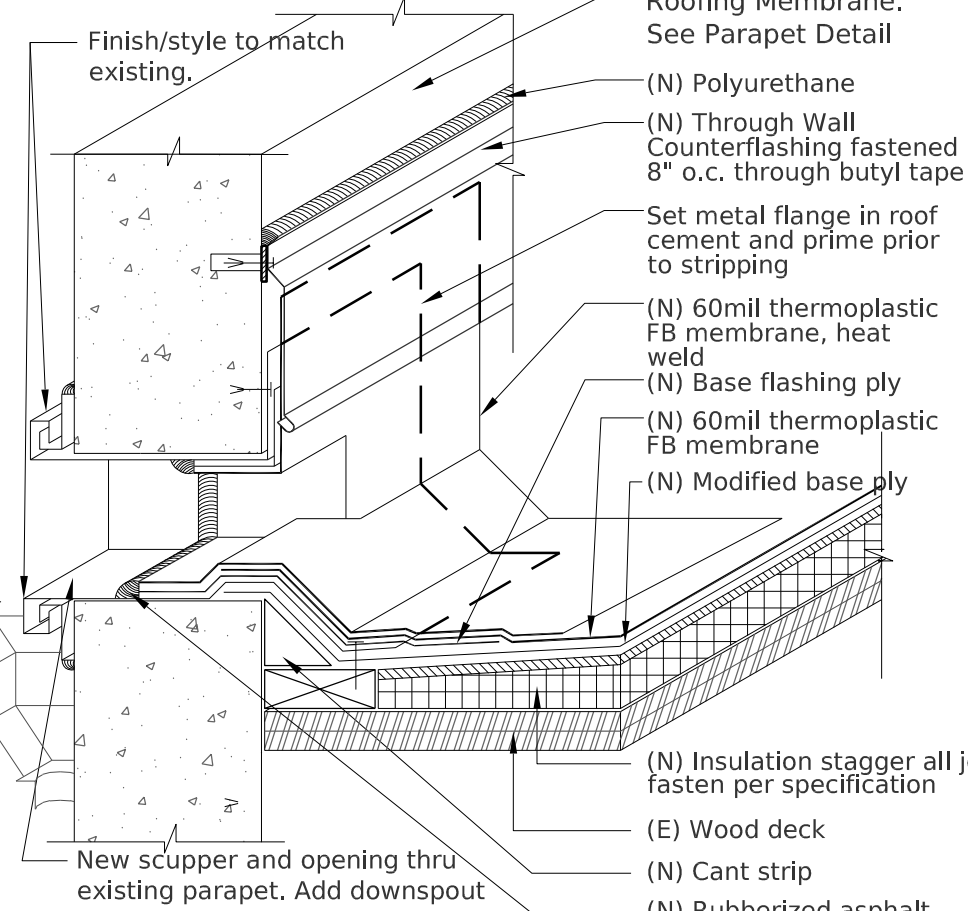 Roofing Membrane.
See Parapet Detail
Finish/style to match
existing.
(N) Polyurethane
(N) Through Wall
Counterflashing fastened
8" o.c. through butyl tape
Set metal flange in roof
cement and prime prior
to stripping
(N) 60mil thermoplastic
FB membrane, heat
weld
(N) Base flashing ply
(N) 60mil thermoplastic
FB membrane
(N) Modified base ply
(N) Insulation stagger all
fasten per specification
(E) Wood deck
(N) Cant strip
New scupper and opening thru
existing parapet. Add downspout
(N) Rubberized asphalt